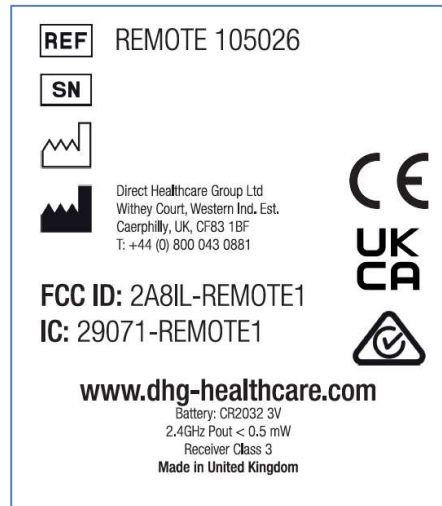 REF REMOTE 105026
SN
Direct Healthcare Group Ltd
Withey Court, Western Ind. Est.
Caerphilly, UK, CF83 1BF
T: +44 (0) 800 043 0881
CE
UK
CA
FCC ID: 2A8IL-REMOTE1
IC: 29071-REMOTE1
www.dhg-healthcare.com
Battery: CR2032 3V
2.4GHz Pout < 0.5 mW
Receiver Class 3
Made in United Kingdom